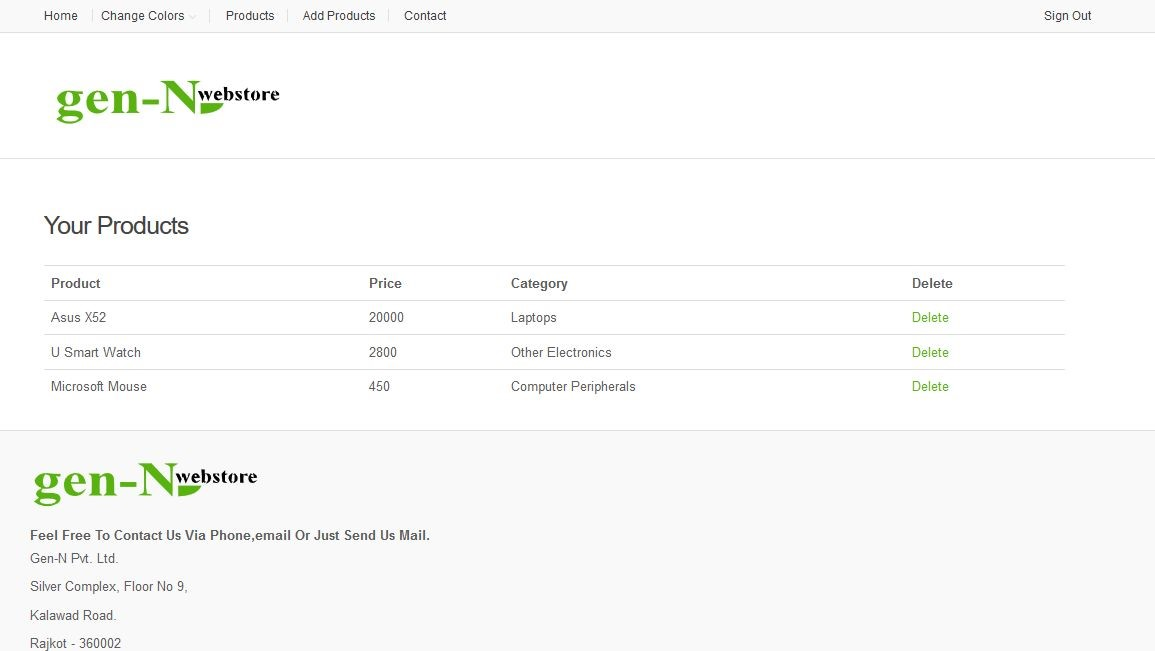 Home Change Colors Products Add Products Contact Sign Out
gen-N webstore
Your Products
Product Price Category Delete
Asus X52 20000 Laptops Delete
U Smart Watch 2800 Other Electronics Delete
Microsoft Mouse 450 Computer Peripherals Delete
gen-N webstore
Feel Free To Contact Us Via Phone,email Or Just Send Us Mail.
Gen-N Pvt. Ltd.
Silver Complex, Floor No 9,
Kalawad Road.
Rajkot - 360002